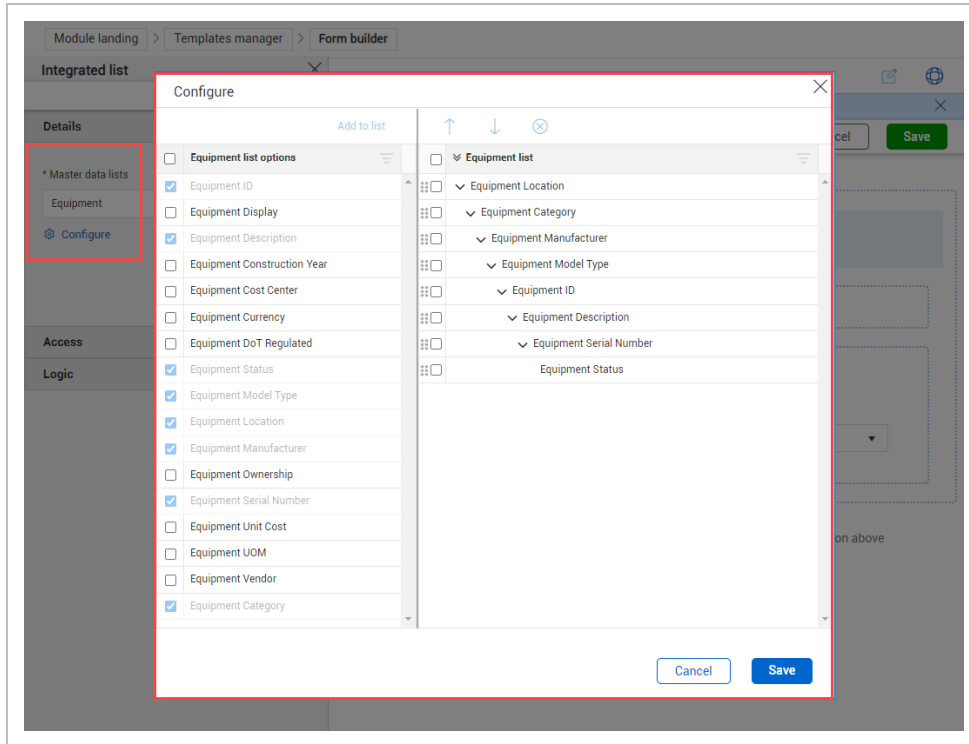 Module landing > Templates manager > Form builder
Integrated list
Details
* Master data lists
Equipment
Configure
Access
Logic
Configure
Add to list
Equipment list options
Equipment ID
Equipment Display
Equipment Description
Equipment Construction Year
Equipment Cost Center
Equipment Currency
Equipment DoT Regulated
Equipment Status
Equipment Model Type
Equipment Location
Equipment Manufacturer
Equipment Ownership
Equipment Serial Number
Equipment Unit Cost
Equipment UOM
Equipment Vendor
Equipment Category
Equipment list
Equipment Location
Equipment Category
Equipment Manufacturer
Equipment Model Type
Equipment ID
Equipment Description
Equipment Serial Number
Equipment Status
Cancel
Save
cel
Save
on above